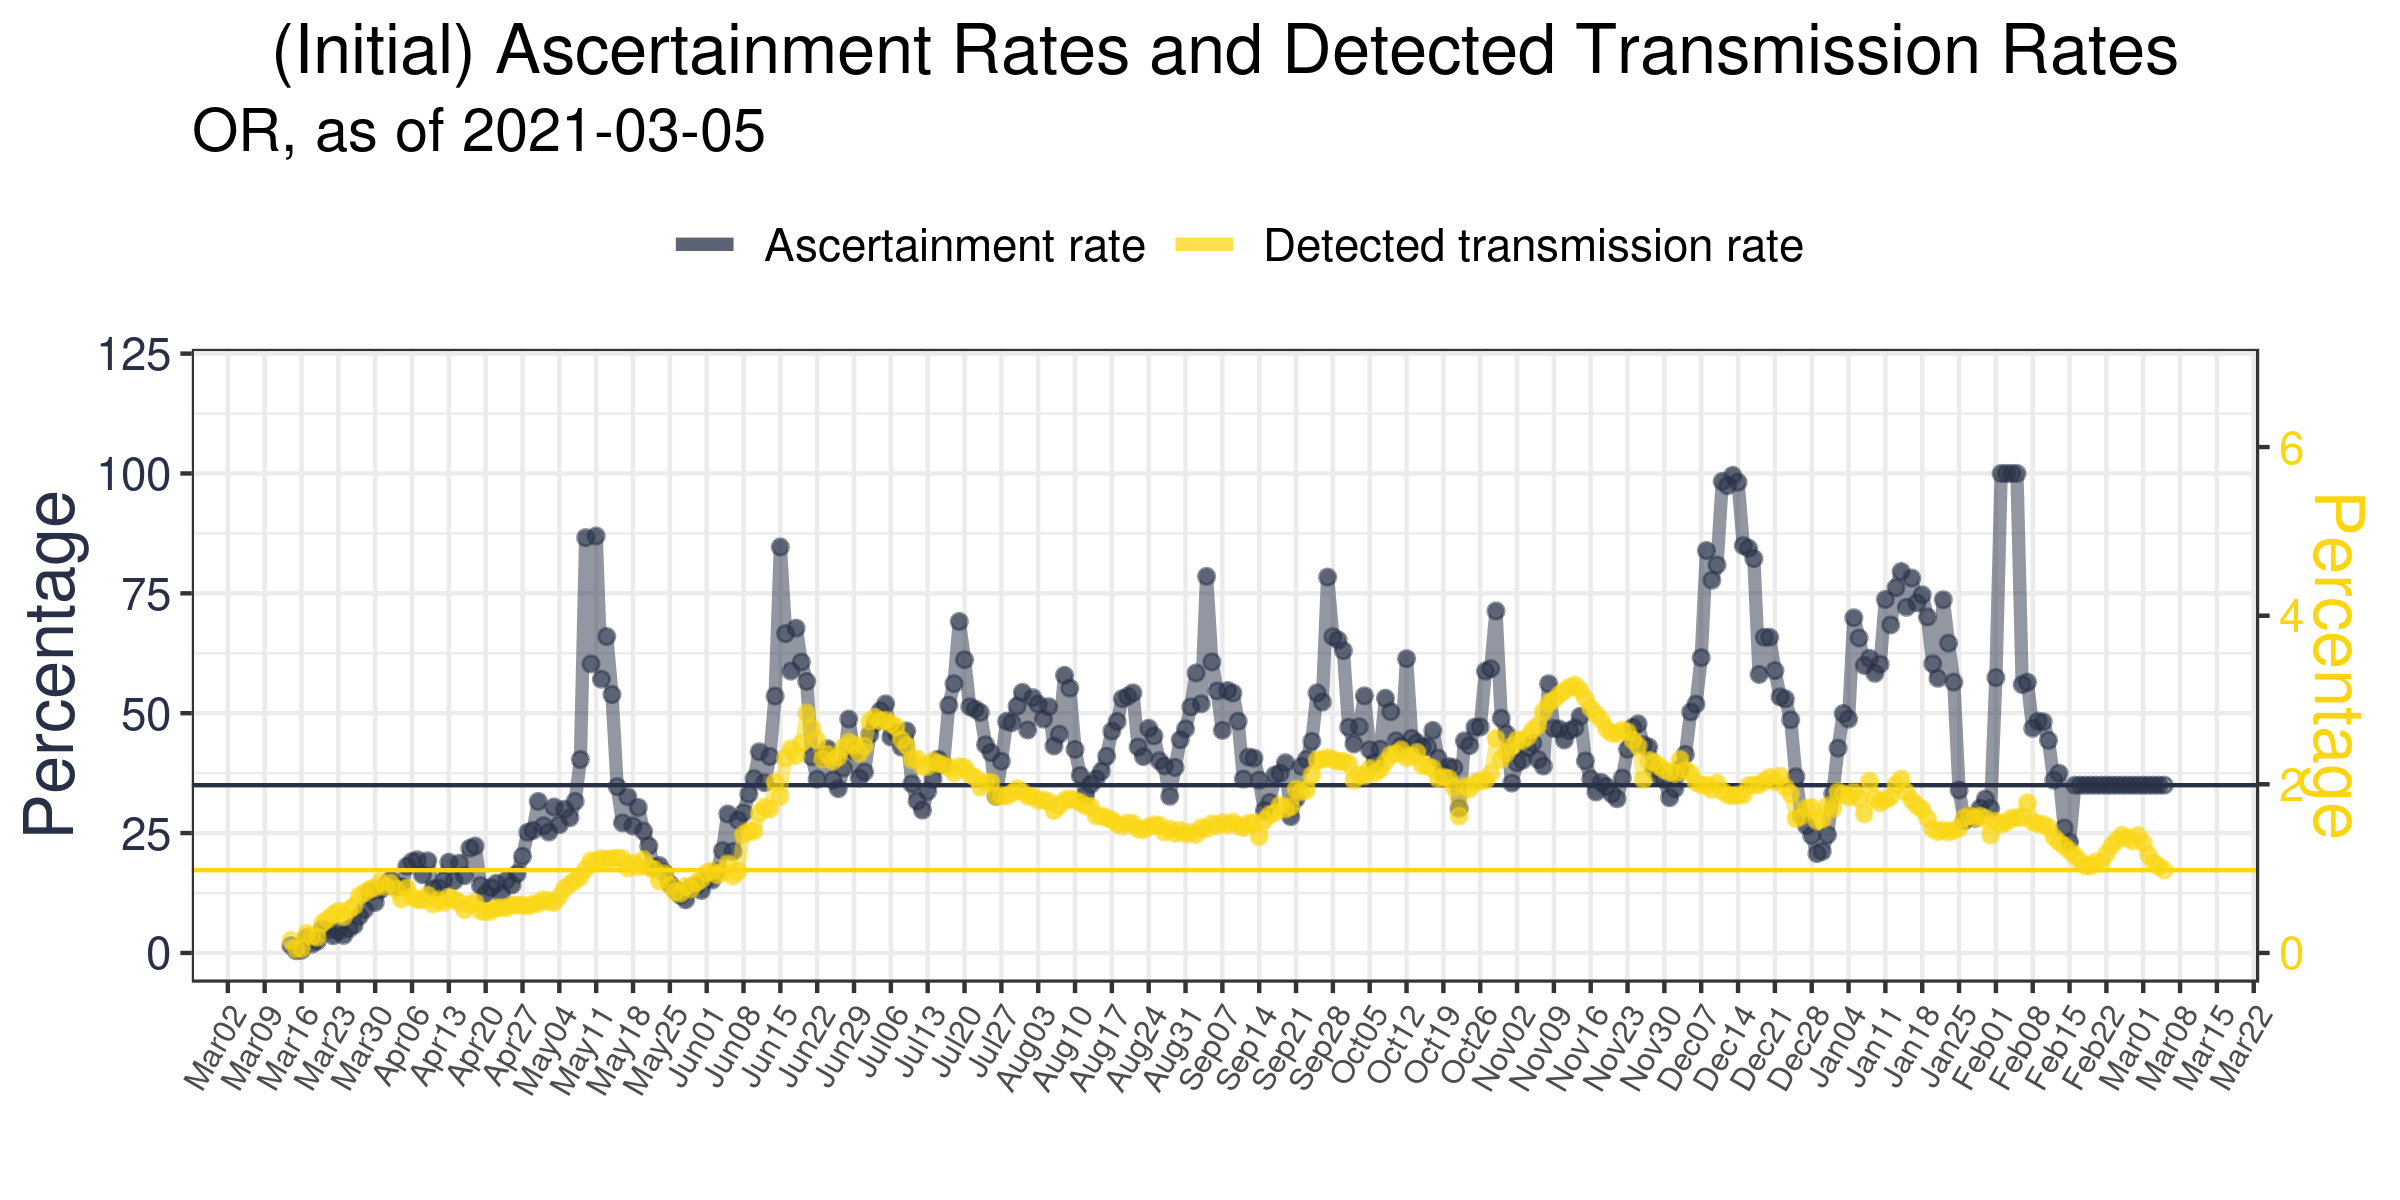 (Initial) Ascertainment Rates and Detected Transmission Rates
OR, as of 2021-03-05
Ascertainment rate
Detected transmission rate
125
100
75
50
25
0
Percentage
6
4
2
0
Percentage
Mar02
Mar09
Mar16
Mar23
Mar30
Apr06
Apr13
Apr20
Apr27
May04
May11
May18
May25
Jun01
Jun08
Jun15
Jun22
Jun29
Jul06
Jul13
Jul20
Jul27
Aug03
Aug10
Aug17
Aug24
Aug31
Sep07
Sep14
Sep21
Sep28
Oct05
Oct12
Oct19
Oct26
Nov02
Nov09
Nov16
Nov23
Nov30
Dec07
Dec14
Dec21
Dec28
Jan04
Jan11
Jan18
Jan25
Feb01
Feb08
Feb15
Feb22
Mar01
Mar08
Mar15
Mar22